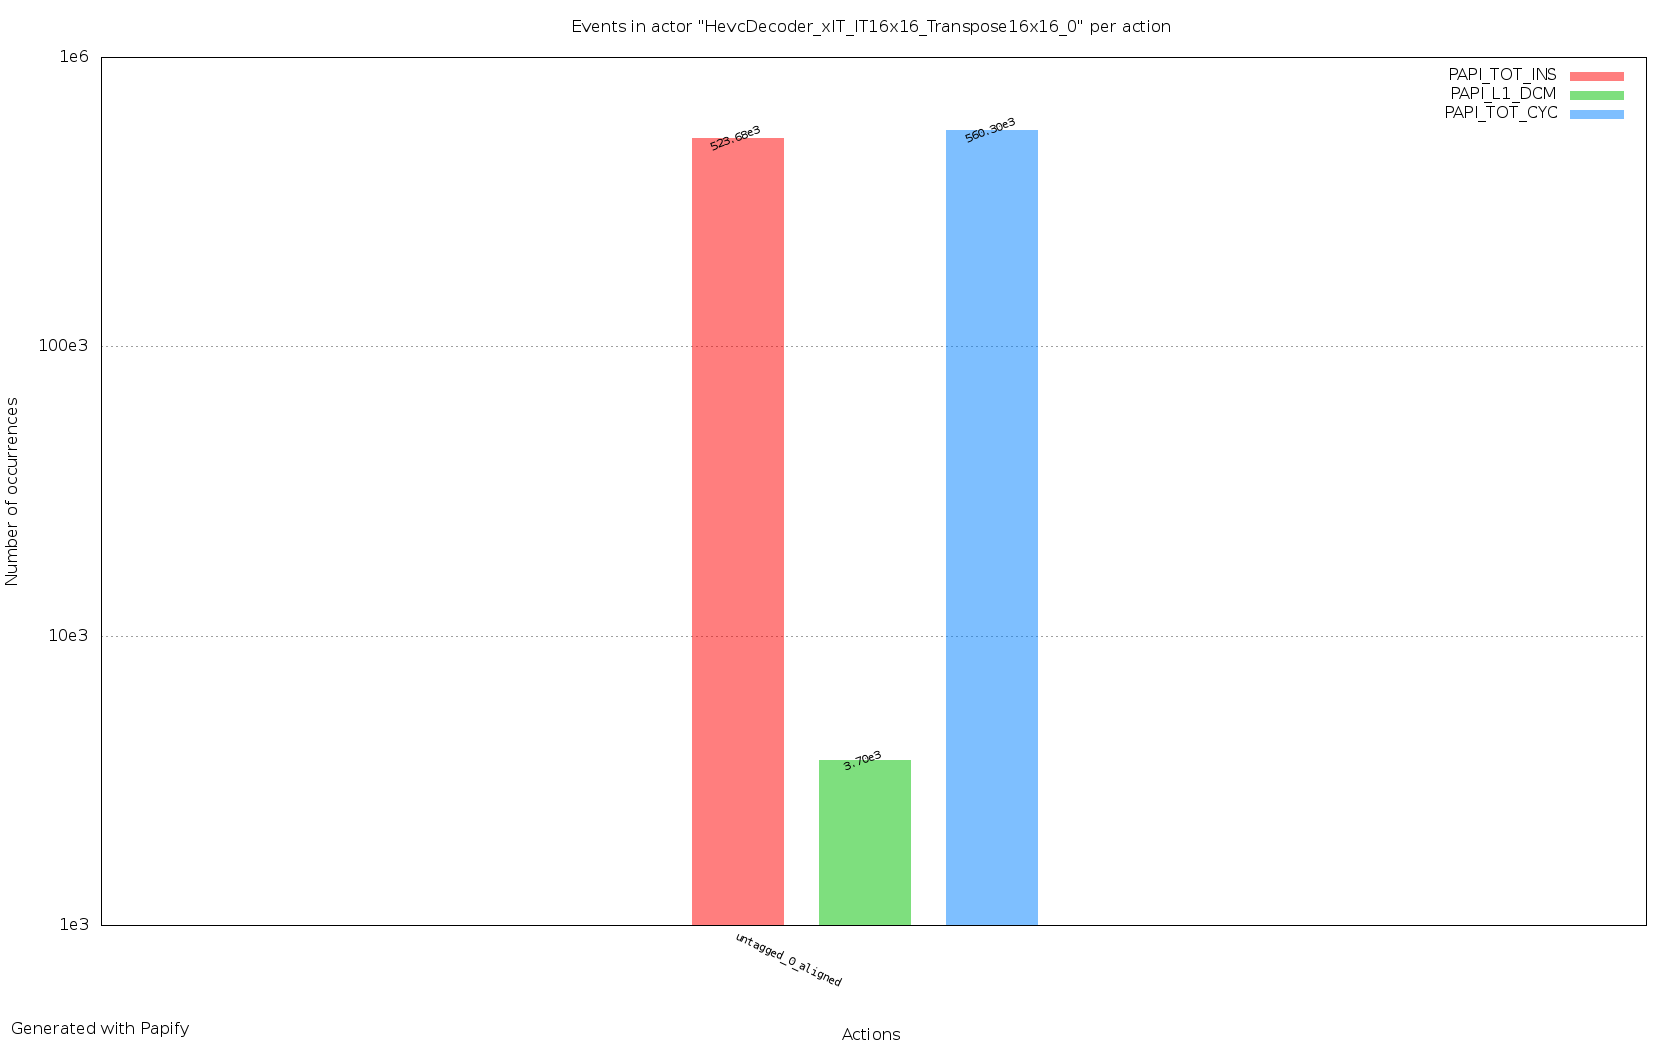 Events in actor "HevcDecoder_xIT_IT16x16_Transpose16x16_0" per action
1e6
100e3
10e3
1e3
Number of occurrences
PAPI_TOT_INS
PAPI_L1_DCM
PAPI_TOT_CYC
523.68e3
3.70e3
560.30e3
untagged_0_aligned
Actions
Generated with Papify